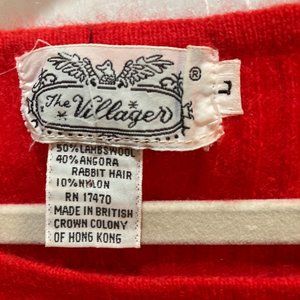 The Villager
®
50% LAMBSWOOL
40% ANGORA
RABBIT HAIR
10% NYLON
RN 17470
MADE IN BRITISH
CROWN COLONY
OF HONG KONG